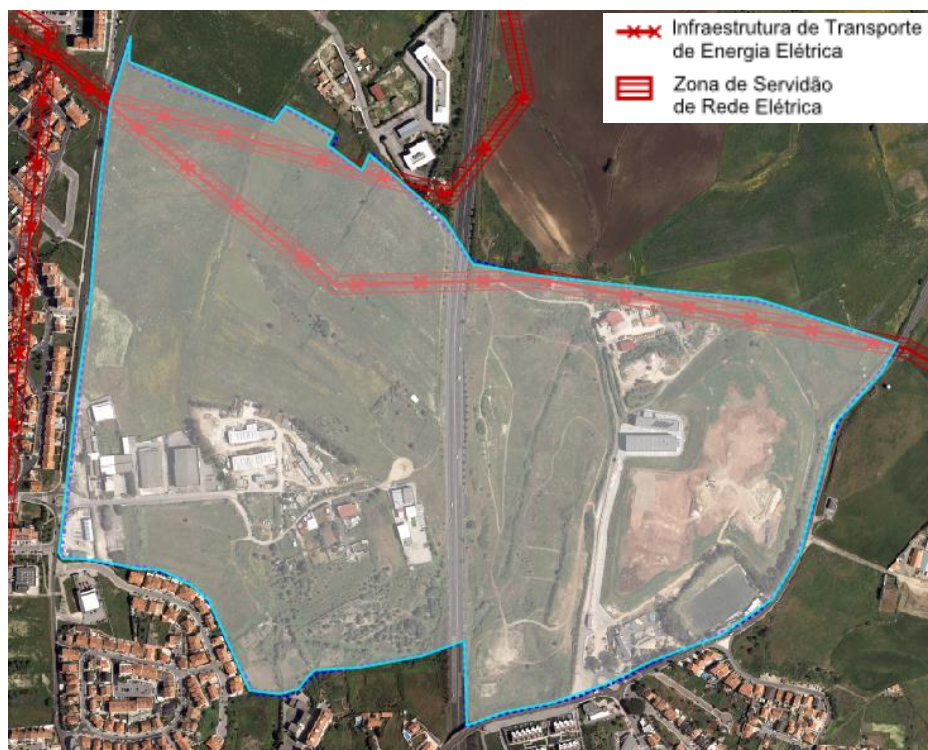 Infraestrutura de Transporte
de Energia Elétrica
Zona de Servidão
de Rede Elétrica